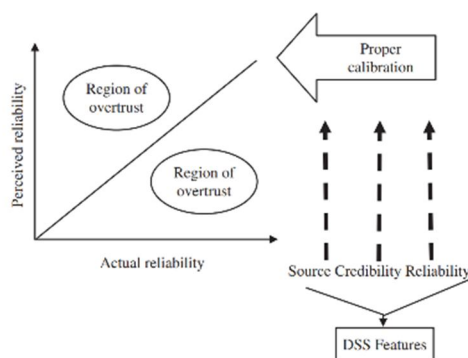 Proper
calibration
Region of
overtrust
Region of
overtrust
Perceived reliability
Actual reliability
Source Credibility Reliability
DSS Features